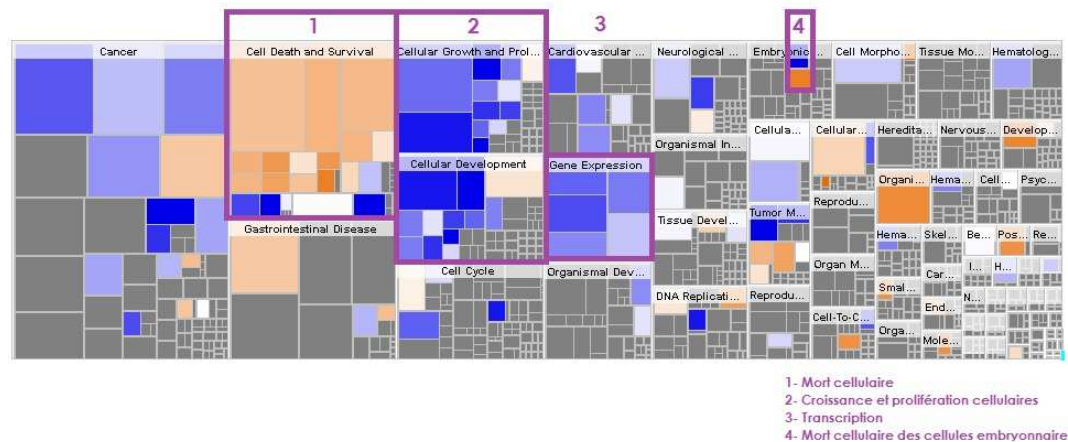 1 2 3 4
Cancer Cell Death and Survival Cellular Growth and Prol... Cardiovascular ... Neurological ... Embryonic... Cell Morpho... Tissue Mo... Hematolog...
Cellula... Cellular... Heredita... Nervous... Develop...
Organismal In...
Cellular Development Gene Expression
Organi... Hema... Cell... Psyc...
Reprodu...
Tissue Devel... Tumor M...
Gastrointestinal Disease
Hema... Skel... Be... Pos... Re...
Cell Cycle Organismal Dev... Organ M... Car... I... H...
Smal...
DNA Replicati... Reprodu... End... N...
Cell-To-C...
Orga... Mole...
1- Mort cellulaire
2- Croissance et prolifération cellulaires
3- Transcription
4- Mort cellulaire des cellules embryonnaire